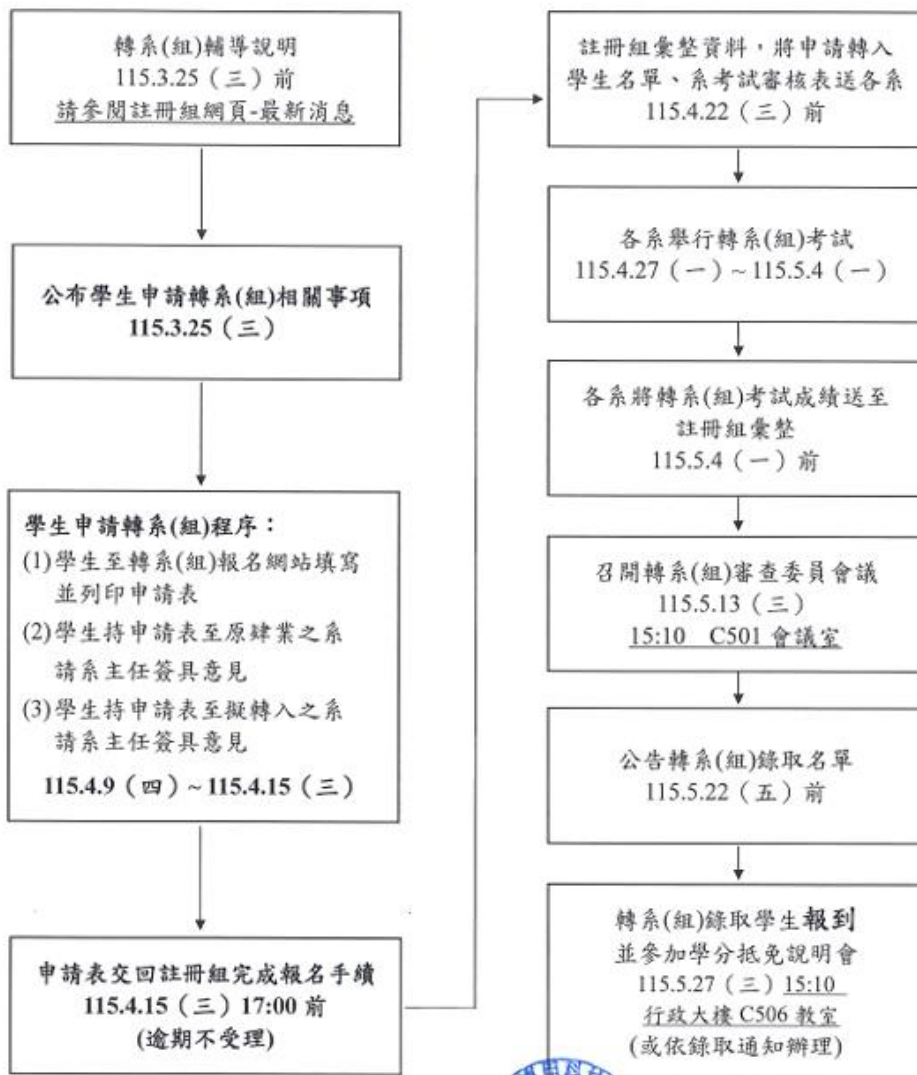 轉系(組)輔導說明
115.3.25（三）前
請參閱註冊組網頁-最新消息
公布學生申請轉系(組)相關事項
115.3.25（三）
學生申請轉系(組)程序：
(1)學生至轉系(組)報名網站填寫
並列印申請表
(2)學生持申請表至原肄業之系
請系主任簽具意見
(3)學生持申請表至擬轉入之系
請系主任簽具意見
115.4.9（四）~115.4.15（三）
申請表交回註冊組完成報名手續
115.4.15（三）17:00 前
(逾期不受理)
註冊組彙整資料，將申請轉入
學生名單、系考試審核表送各系
115.4.22（三）前
各系舉行轉系(組)考試
115.4.27（一）~115.5.4（一）
各系將轉系(組)考試成績送至
註冊組彙整
115.5.4（一）前
召開轉系(組)審查委員會議
115.5.13（三）
15:10 C501 會議室
公告轉系(組)錄取名單
115.5.22（五）前
轉系(組)錄取學生報到
並參加學分抵免說明會
115.5.27（三）15:10
行政大樓 C506 教室
(或依錄取通知辦理)